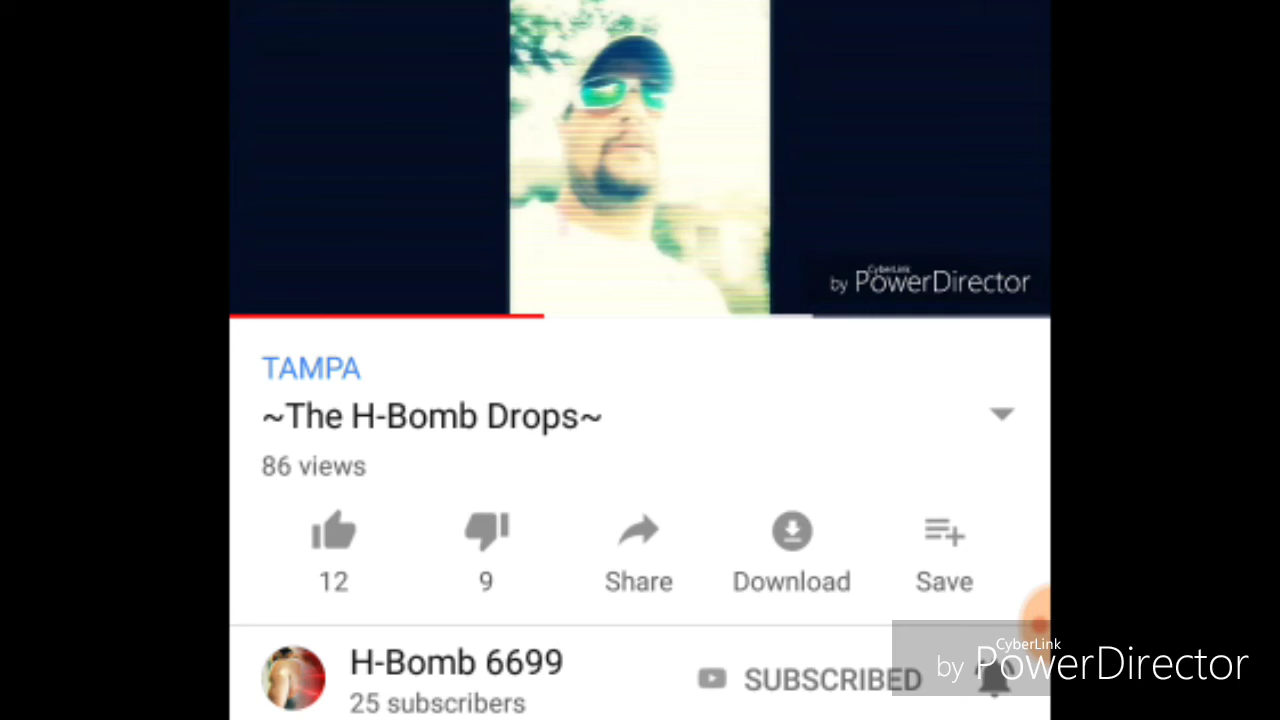 CyberLink
by PowerDirector
TAMPA
~The H-Bomb Drops~
86 views
12
9
Share
Download
Save
H-Bomb 6699
SUBSCRIBED
25 subscribers
CyberLink
by PowerDirector